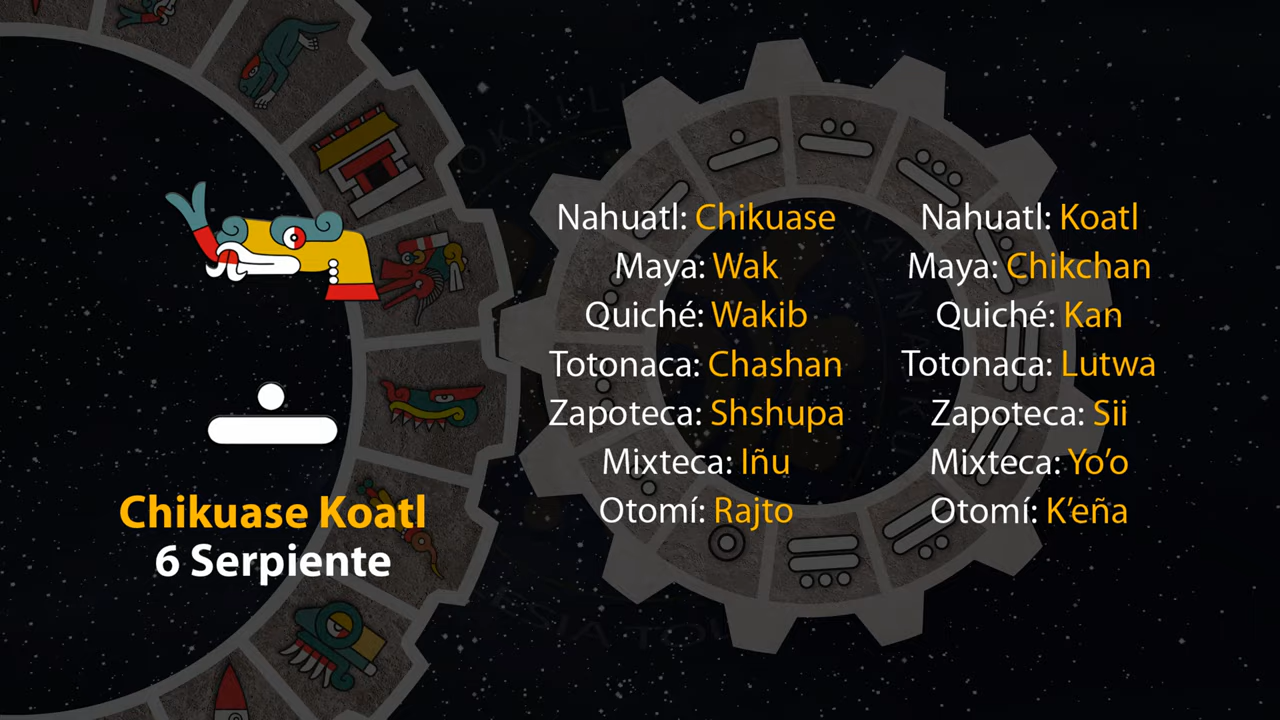 Nahuatl: Chikuase
Maya: Wak
Quiché: Wakib
Totonaca: Chashan
Zapoteca: Shshupa
Mixteca: Iñu
Otomí: Rajto
Nahuatl: Koatl
Maya: Chikchan
Quiché: Kan
Totonaca: Lutwa
Zapoteca: Sii
Mixteca: Yo’o
Otomí: K’eña
Chikuase Koatl
6 Serpiente